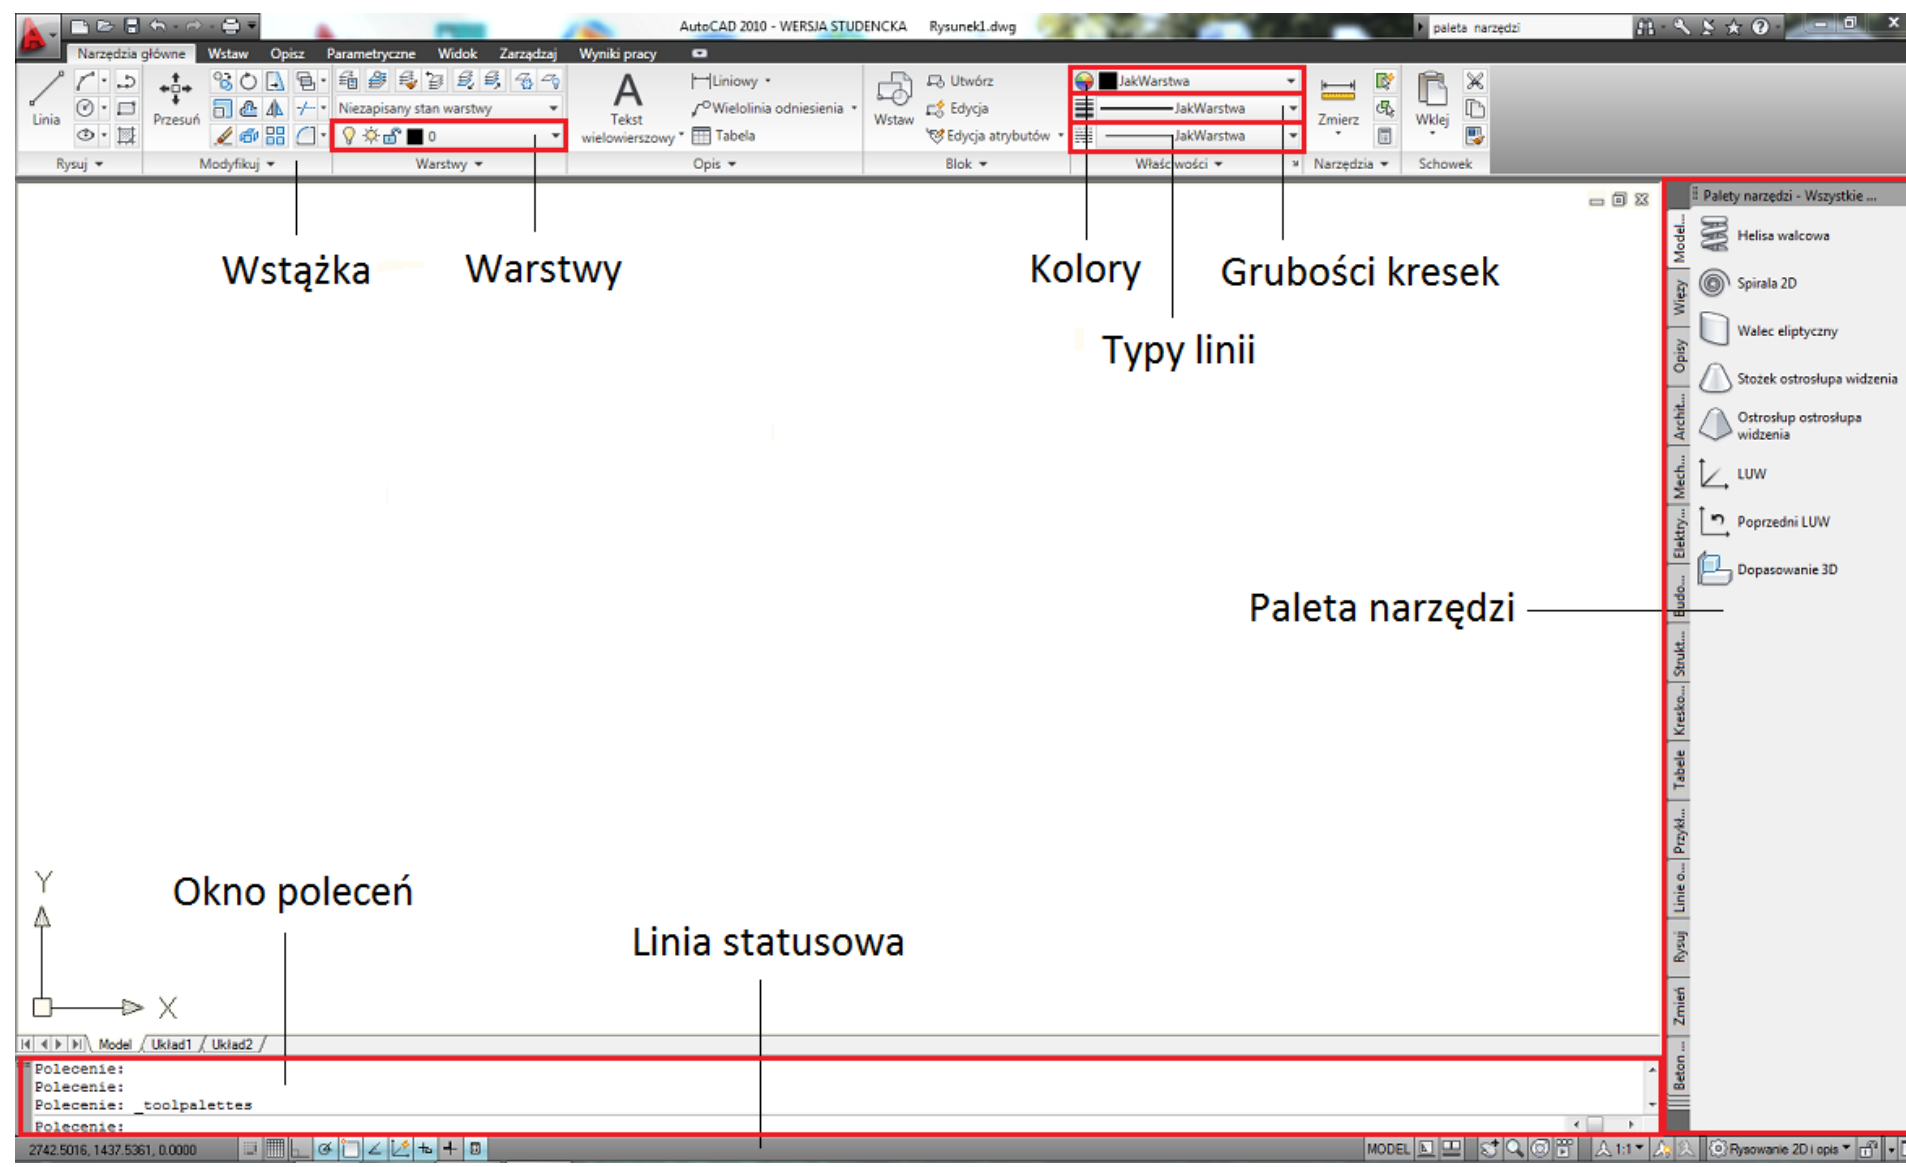 AutoCAD 2010 - WERSJA STUDENCKA Rysunek1.dwg
paleta narzędzi
Narzędzia główne Wstaw Opisz Parametryczne Widok Zarządzaj Wyniki pracy
Linia
Przesuń
Niezapisany stan warstwy
0
Tekst
wielowierszowy
Liniowy
Wielolinia odniesienia
Tabela
Wstaw
Utwórz
Edycja
Edycja atrybutów
JakWarstwa
JakWarstwa
JakWarstwa
Zmierz
Wklej
Rysuj Modyfikuj Warstwy Opis Blok Właściwości Narzędzia Schowek
Wstążka
Warstwy
Kolory
Grubości kresek
Typy linii
Palety narzędzi - Wszystkie ...
Helisa walcowa
Spirala 2D
Walec eliptyczny
Stożek ostrosłupa widzenia
Ostrosłup ostrosłupa
widzenia
LUW
Poprzedni LUW
Dopasowanie 3D
Model...
Więzy
Opisy
Archit...
Mech...
Elektry...
Budo...
Strukt...
Kresko...
Tabele
Przykł...
Linie o...
Rysuj
Zmień
Beton ...
Paleta narzędzi
Okno poleceń
Linia statusowa
Y
X
Model Układ1 Układ2
Polecenie:
Polecenie:
Polecenie: _toolpalettes
Polecenie:
2742.5016, 1437.5361, 0.0000
MODEL
1:1
Rysowanie 2D i opis